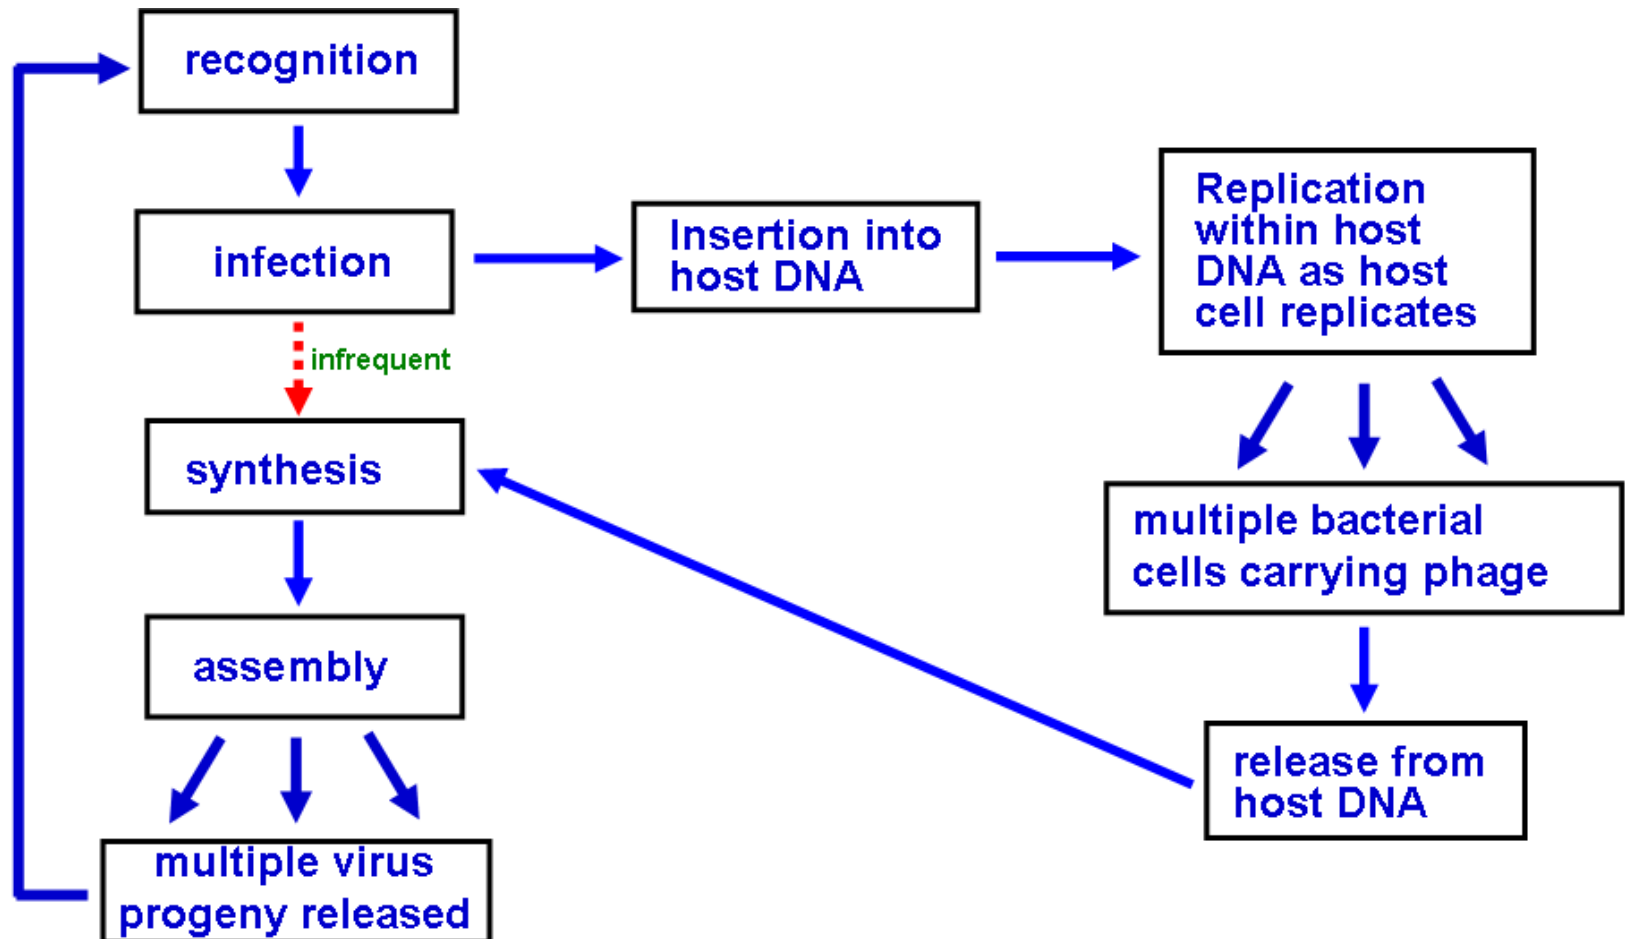 recognition
infection
infrequent
synthesis
assembly
multiple virus
progeny released
Insertion into
host DNA
Replication
within host
DNA as host
cell replicates
multiple bacterial
cells carrying phage
release from
host DNA